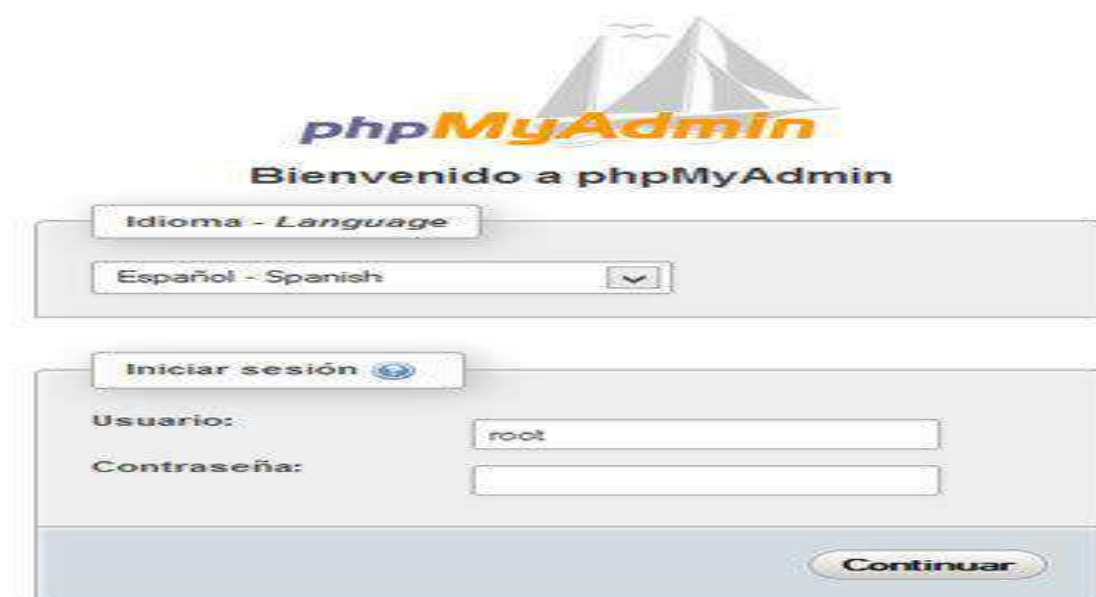 phpMyAdmin
Bienvenido a phpMyAdmin
Idioma - Language
Español - Spanish
Iniciar sesión
Usuario:
root
Contraseña:
Continuar